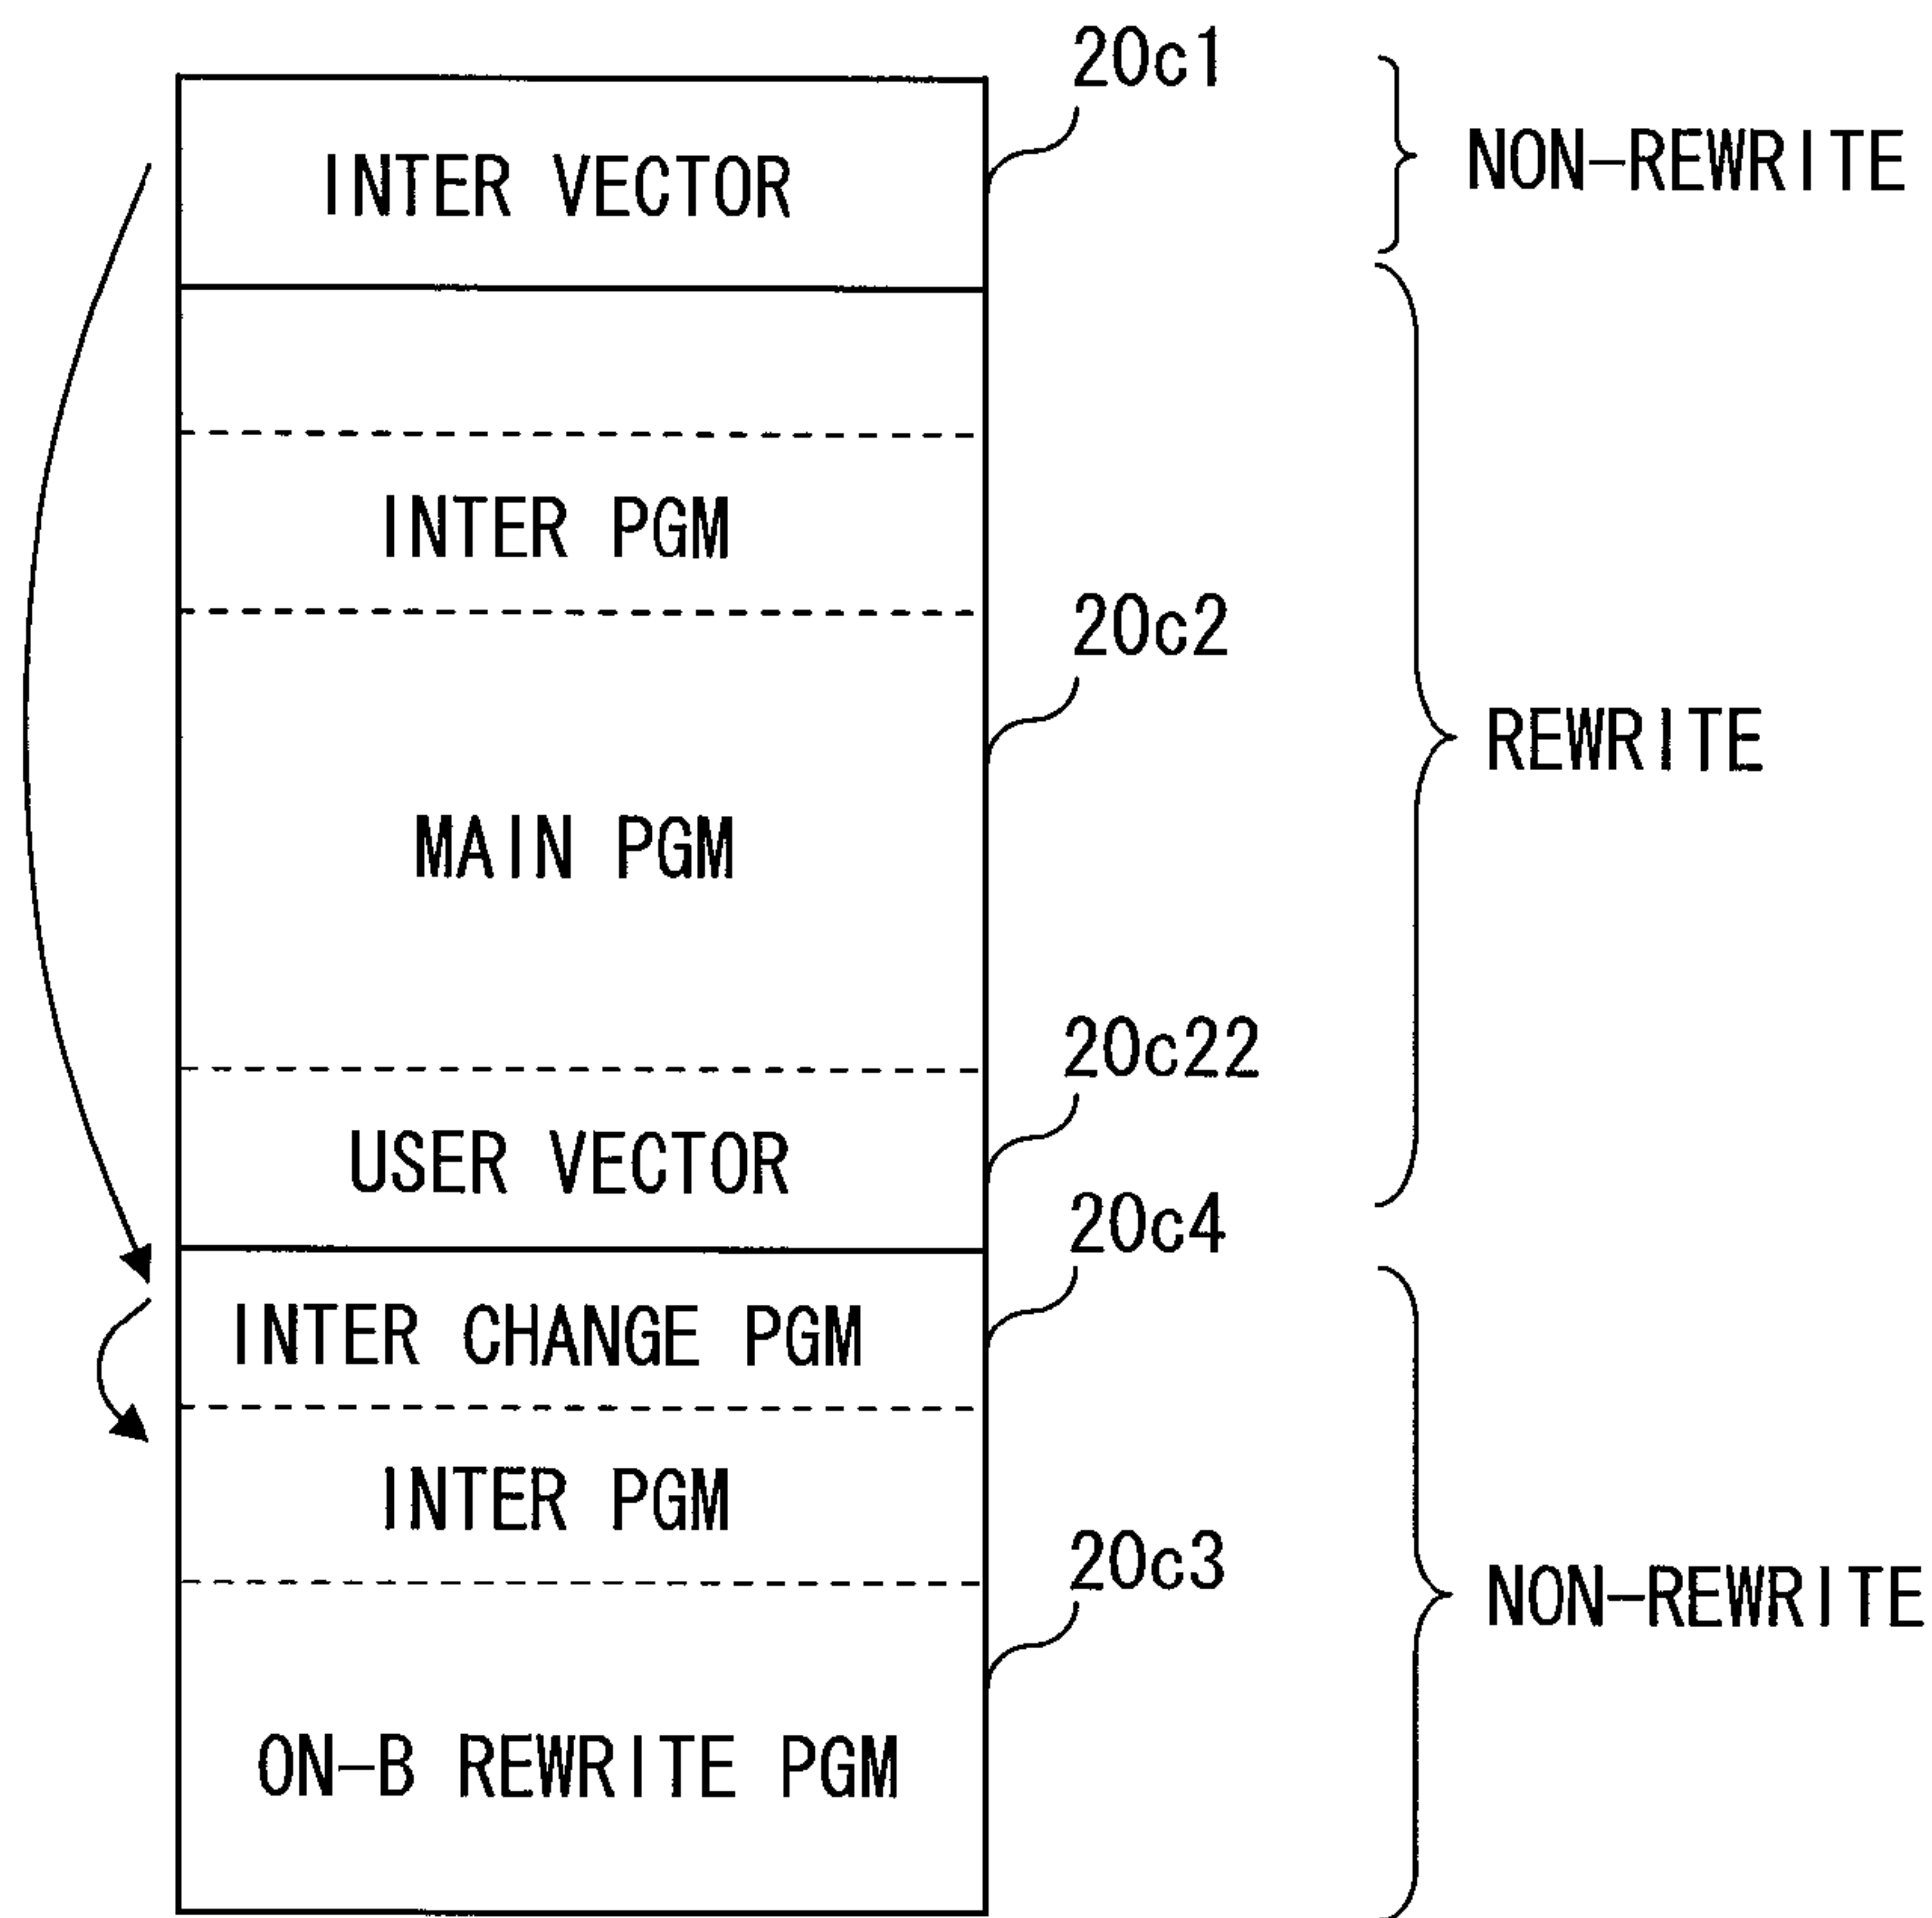 20c1
NON-REWRITE
INTER VECTOR
INTER PGM
20c2
REWRITE
MAIN PGM
20c22
USER VECTOR
20c4
INTER CHANGE PGM
INTER PGM
20c3
NON-REWRITE
ON-B REWRITE PGM